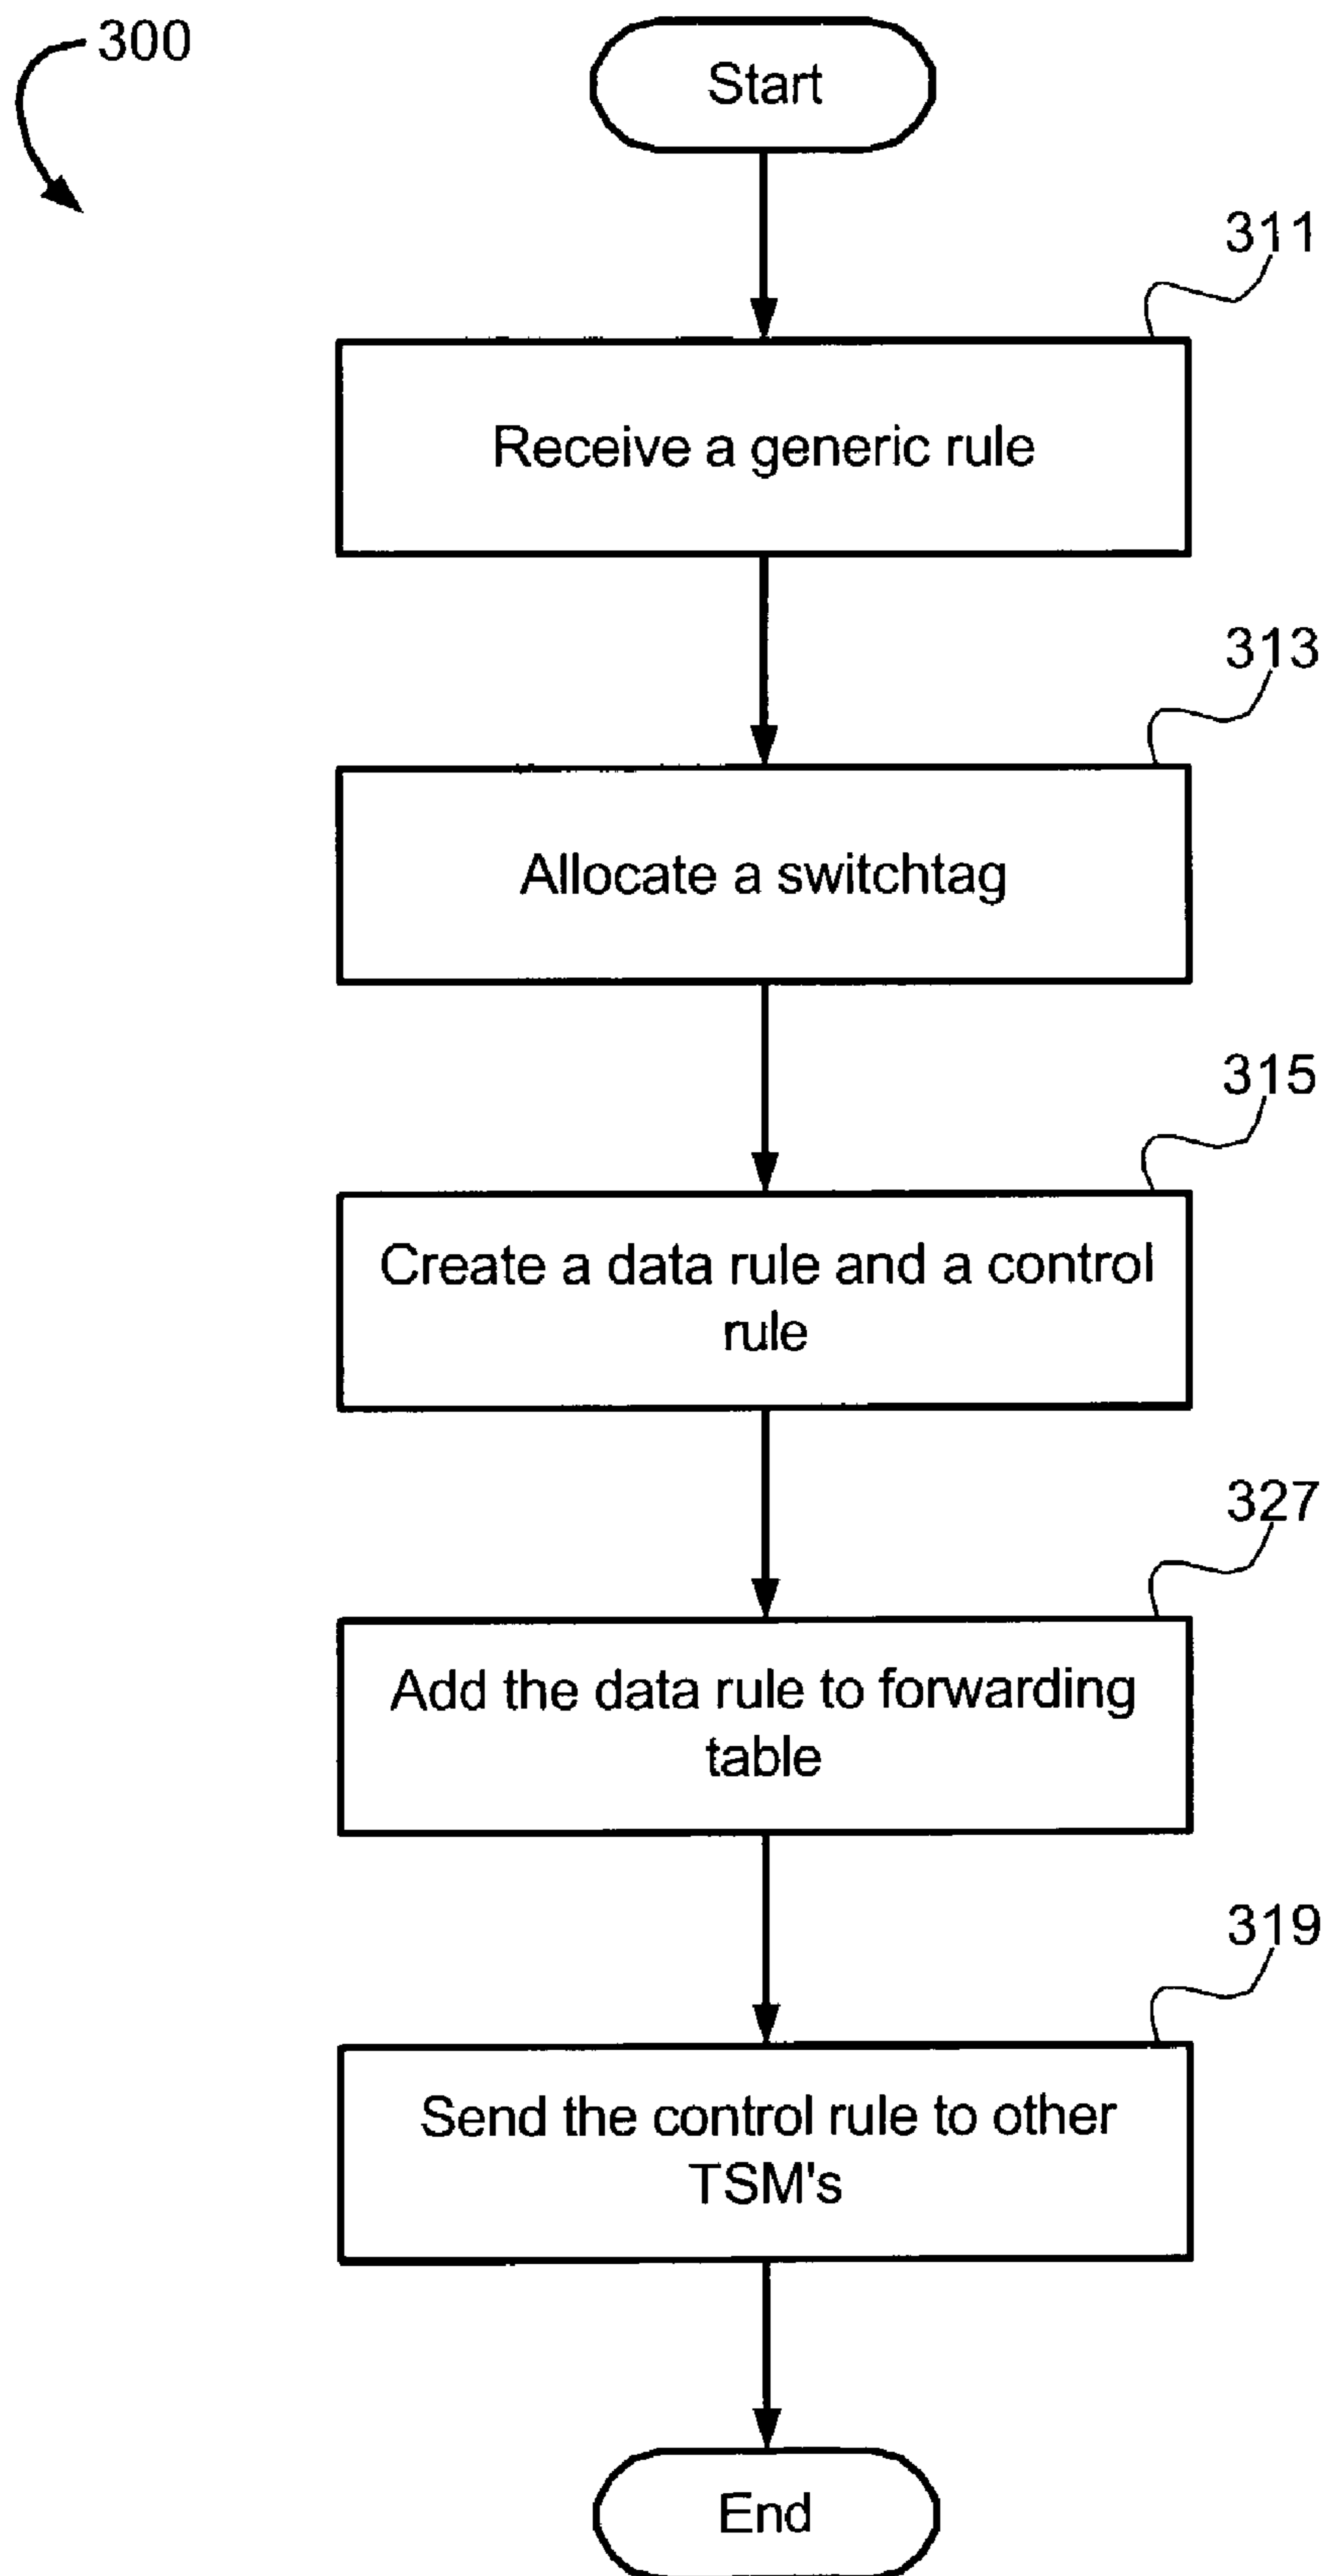 300
Start
311
Receive a generic rule
313
Allocate a switchtag
315
Create a data rule and a control
rule
327
Add the data rule to forwarding
table
319
Send the control rule to other
TSM's
End